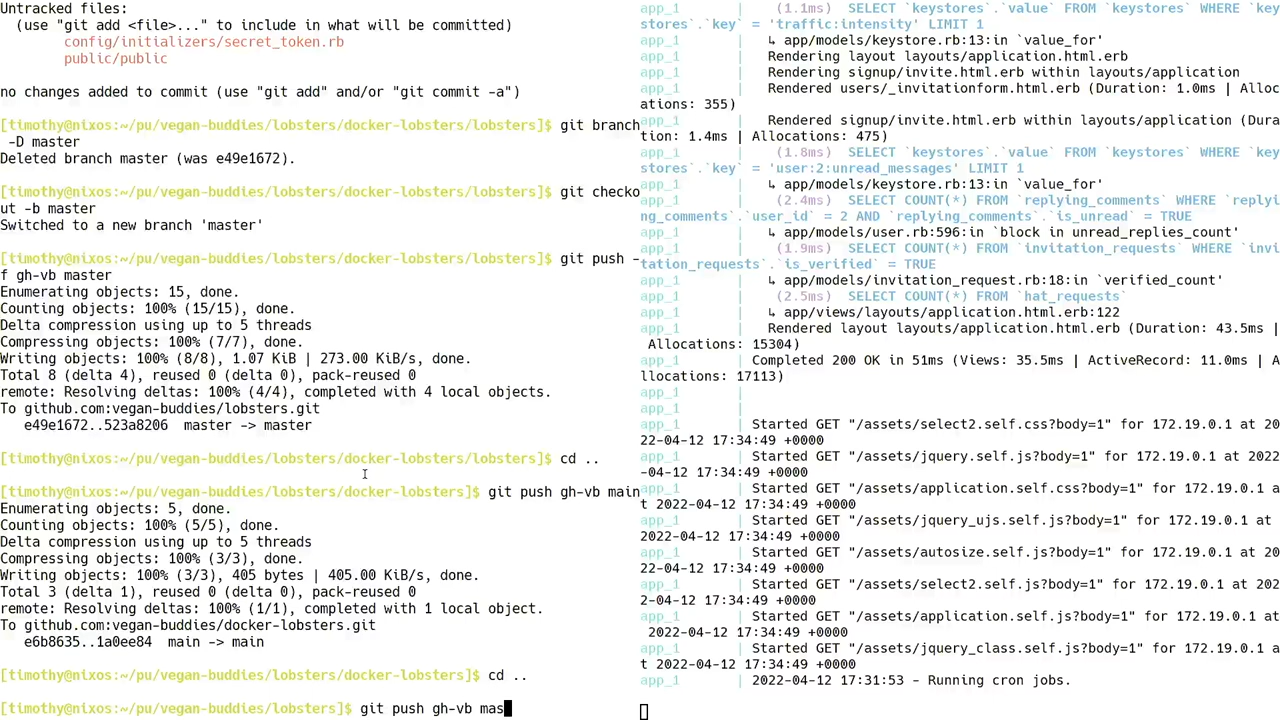 Untracked files:
  (use "git add <file>..." to include in what will be committed)
        config/initializers/secret_token.rb
        public/public
no changes added to commit (use "git add" and/or "git commit -a")
[timothy@nixos:~/pu/vegan-buddies/lobsters/docker-lobsters/lobsters]$ git branch
 -D master
Deleted branch master (was e49e1672).
[timothy@nixos:~/pu/vegan-buddies/lobsters/docker-lobsters/lobsters]$ git checko
ut -b master
Switched to a new branch 'master'
[timothy@nixos:~/pu/vegan-buddies/lobsters/docker-lobsters/lobsters]$ git push -
f gh-vb master
Enumerating objects: 15, done.
Counting objects: 100% (15/15), done.
Delta compression using up to 5 threads
Compressing objects: 100% (7/7), done.
Writing objects: 100% (8/8), 1.07 KiB | 273.00 KiB/s, done.
Total 8 (delta 4), reused 0 (delta 0), pack-reused 0
remote: Resolving deltas: 100% (4/4), completed with 4 local objects.
To github.com:vegan-buddies/lobsters.git
   e49e1672..523a8206  master -> master
[timothy@nixos:~/pu/vegan-buddies/lobsters/docker-lobsters/lobsters]$ cd ..
[timothy@nixos:~/pu/vegan-buddies/lobsters/docker-lobsters]$ git push gh-vb main
Enumerating objects: 5, done.
Counting objects: 100% (5/5), done.
Delta compression using up to 5 threads
Compressing objects: 100% (3/3), done.
Writing objects: 100% (3/3), 405 bytes | 405.00 KiB/s, done.
Total 3 (delta 1), reused 0 (delta 0), pack-reused 0
remote: Resolving deltas: 100% (1/1), completed with 1 local object.
To github.com:vegan-buddies/docker-lobsters.git
   e6b8635..1a0ee84  main -> main
[timothy@nixos:~/pu/vegan-buddies/lobsters/docker-lobsters]$ cd ..
[timothy@nixos:~/pu/vegan-buddies/lobsters]$ git push gh-vb mas
app_1       |    (1.1ms)  SELECT `keystores`.`value` FROM `keystores` WHERE `key
stores`.`key` = 'traffic:intensity' LIMIT 1
app_1       |   ↳ app/models/keystore.rb:13:in `value_for'
app_1       |   Rendering layout layouts/application.html.erb
app_1       |   Rendering signup/invite.html.erb within layouts/application
app_1       |   Rendered users/_invitationform.html.erb (Duration: 1.0ms | Alloc
ations: 355)
app_1       |   Rendered signup/invite.html.erb within layouts/application (Dura
tion: 1.4ms | Allocations: 475)
app_1       |    (1.8ms)  SELECT `keystores`.`value` FROM `keystores` WHERE `key
stores`.`key` = 'user:2:unread_messages' LIMIT 1
app_1       |   ↳ app/models/keystore.rb:13:in `value_for'
app_1       |    (2.4ms)  SELECT COUNT(*) FROM `replying_comments` WHERE `replyi
ng_comments`.`user_id` = 2 AND `replying_comments`.`is_unread` = TRUE
app_1       |   ↳ app/models/user.rb:596:in `block in unread_replies_count'
app_1       |    (1.9ms)  SELECT COUNT(*) FROM `invitation_requests` WHERE `invi
tation_requests`.`is_verified` = TRUE
app_1       |   ↳ app/models/invitation_request.rb:18:in `verified_count'
app_1       |    (2.5ms)  SELECT COUNT(*) FROM `hat_requests`
app_1       |   ↳ app/views/layouts/application.html.erb:122
app_1       |   Rendered layout layouts/application.html.erb (Duration: 43.5ms |
 Allocations: 15304)
app_1       | Completed 200 OK in 51ms (Views: 35.5ms | ActiveRecord: 11.0ms | A
llocations: 17113)
app_1       |
app_1       |
app_1       | Started GET "/assets/select2.self.css?body=1" for 172.19.0.1 at 20
22-04-12 17:34:49 +0000
app_1       | Started GET "/assets/jquery.self.js?body=1" for 172.19.0.1 at 2022
-04-12 17:34:49 +0000
app_1       | Started GET "/assets/application.self.css?body=1" for 172.19.0.1 a
t 2022-04-12 17:34:49 +0000
app_1       | Started GET "/assets/jquery_ujs.self.js?body=1" for 172.19.0.1 at
2022-04-12 17:34:49 +0000
app_1       | Started GET "/assets/autosize.self.js?body=1" for 172.19.0.1 at 20
22-04-12 17:34:49 +0000
app_1       | Started GET "/assets/select2.self.js?body=1" for 172.19.0.1 at 202
2-04-12 17:34:49 +0000
app_1       | Started GET "/assets/application.self.js?body=1" for 172.19.0.1 at
 2022-04-12 17:34:49 +0000
app_1       | Started GET "/assets/jquery_class.self.js?body=1" for 172.19.0.1 a
t 2022-04-12 17:34:49 +0000
app_1       | 2022-04-12 17:31:53 - Running cron jobs.